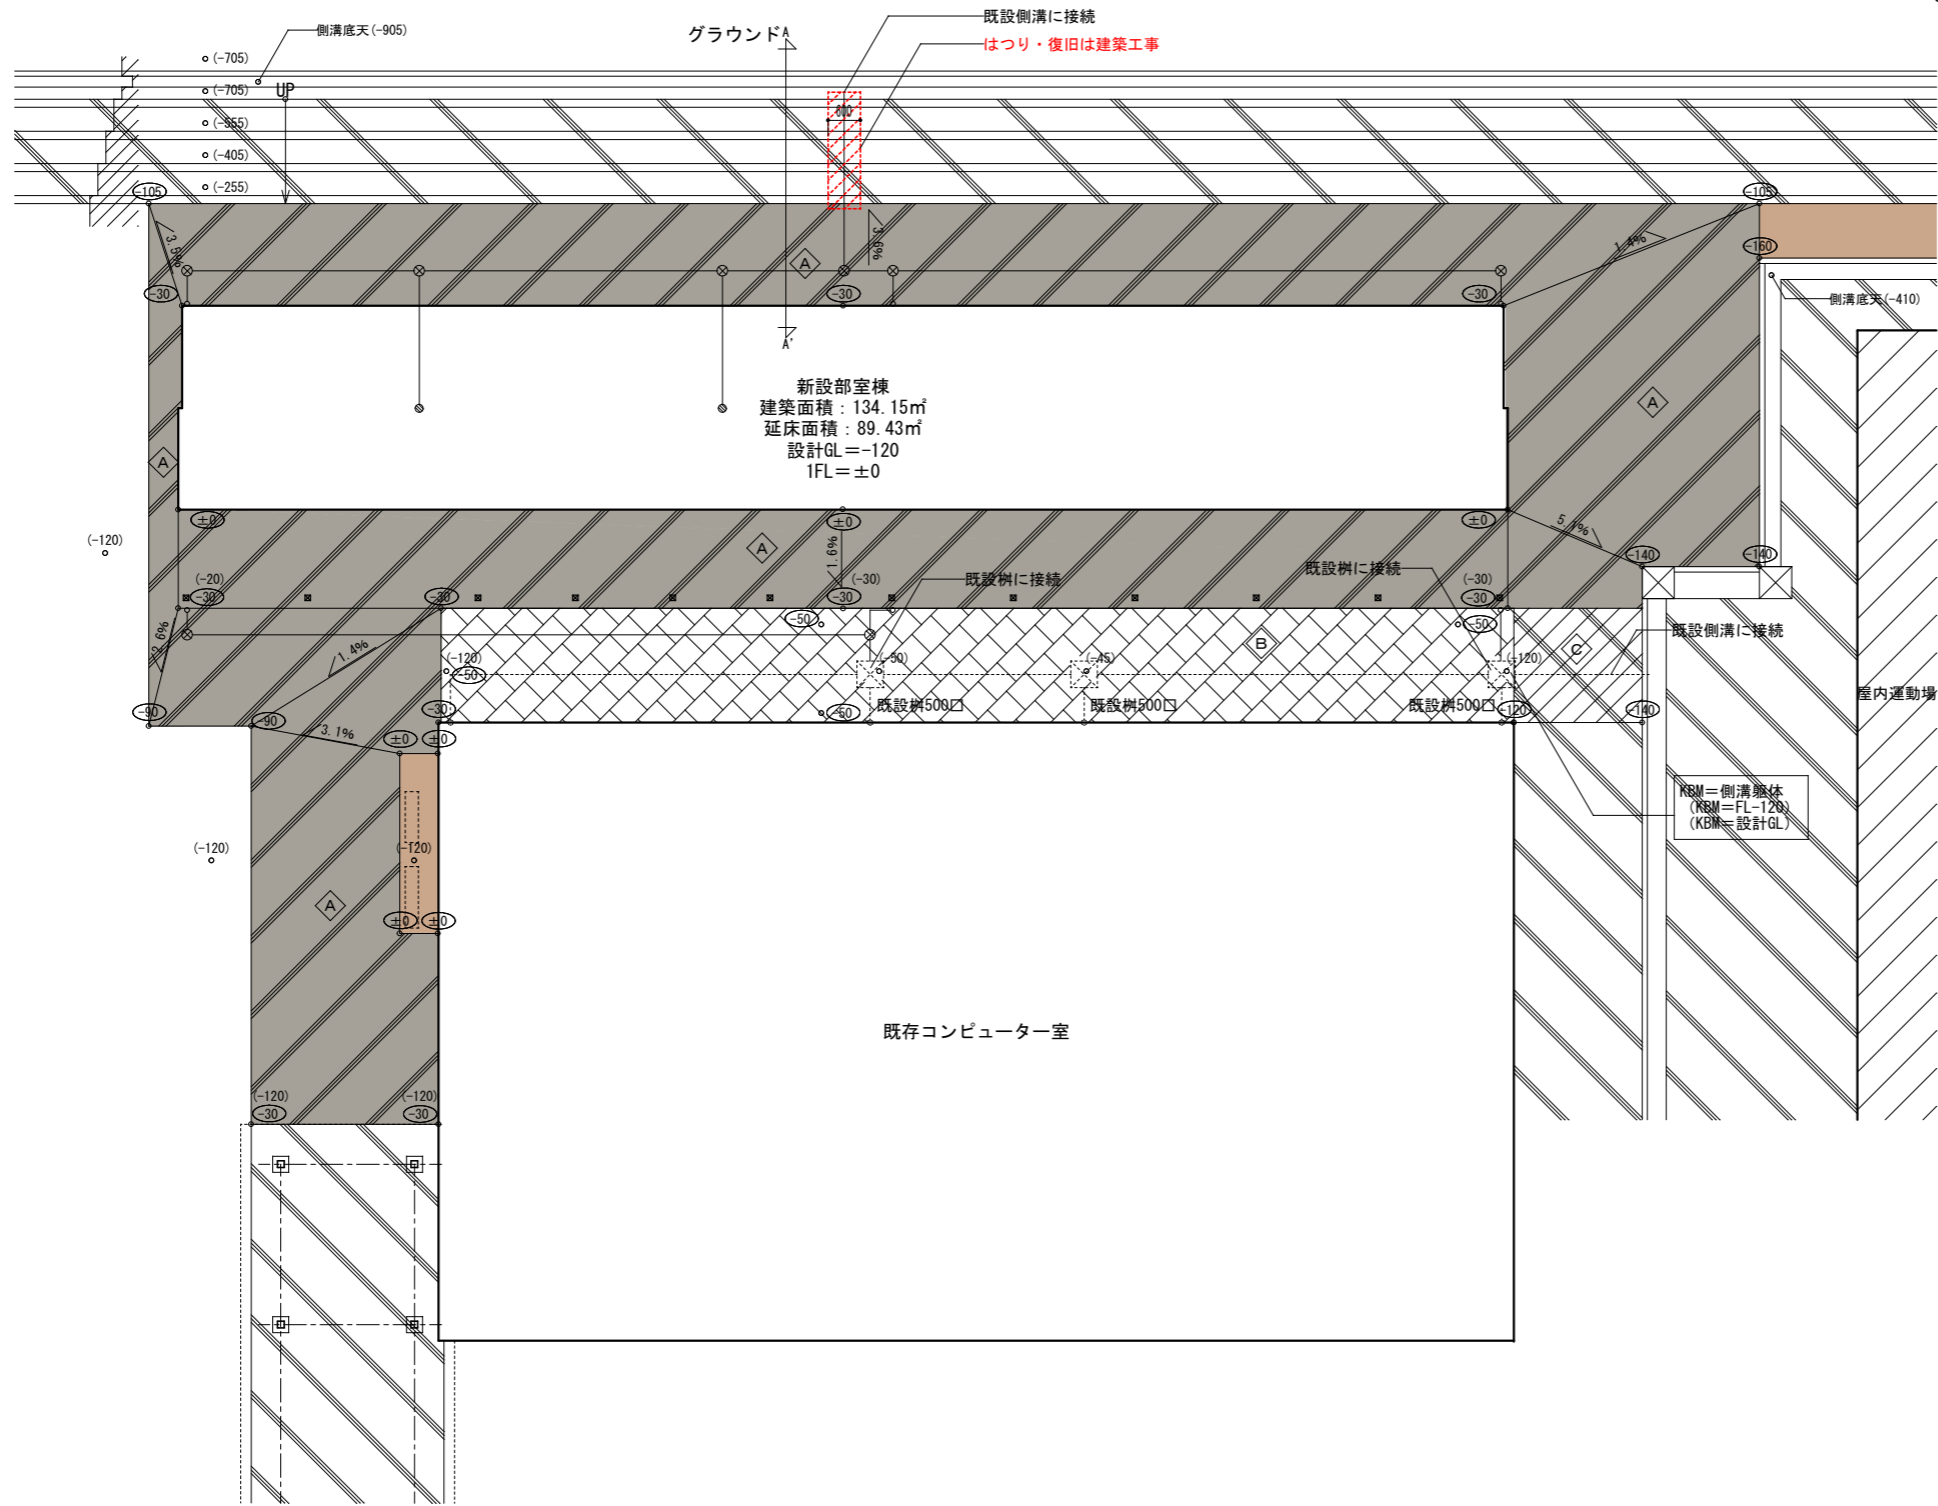 既設側溝に接続
側溝底天(-905)
グラウンド
A
はつり・復旧は建築工事
(-705)
(-705)
UP
600
(-555)
(-405)
(-255)
-105
-105
3.5%
3.6%
1.4%
A
-160
-30
-30
-30
側溝底天(-410)
A'
新設部室棟
建築面積：134.15㎡
延床面積：89.43㎡
設計GL＝-120
1FL＝±0
A
A
±0
±0
±0
5.1%
(-120)
A
1.6%
-140
-140
(-20)
(-30)
既設桝に接続
既設桝に接続
(-30)
-30
-30
-30
-30
-50
-50
既設側溝に接続
2.6%
1.4%
B
C
(-120)
(-50)
(-45)
(-120)
-50
既設桝500□
既設桝500□
既設桝500□
屋内運動場
-90
-90
-30
-50
-120
-140
3.1%
±0
±0
KBM＝側溝躯体
(KBM＝FL-120)
(KBM＝設計GL)
(-120)
(-120)
A
±0
±0
既存コンピューター室
(-120)
(-120)
-30
-30